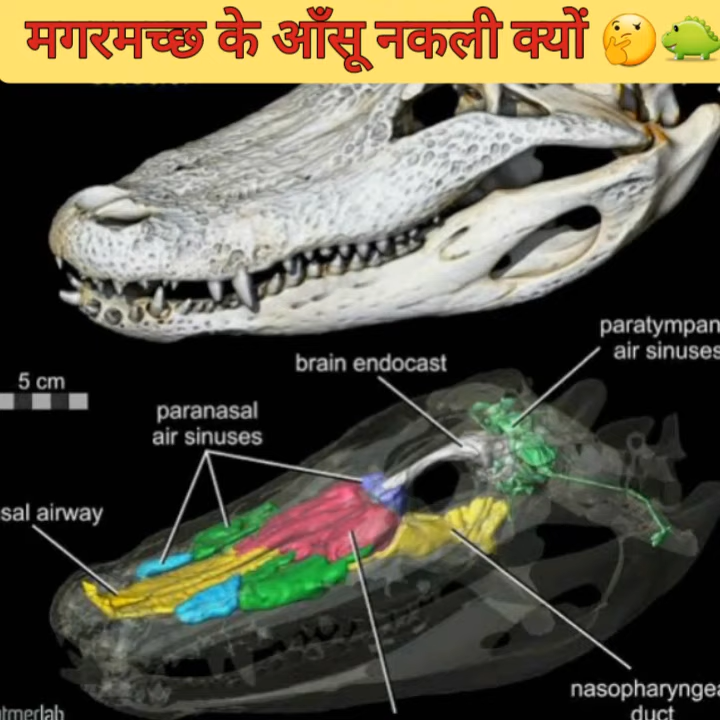 मगरमच्छ के आँसू नकली क्यों 🤔🦎
paratympan
air sinuses
brain endocast
5 cm
paranasal
air sinuses
sal airway
nasopharyngea
duct
tmerlab